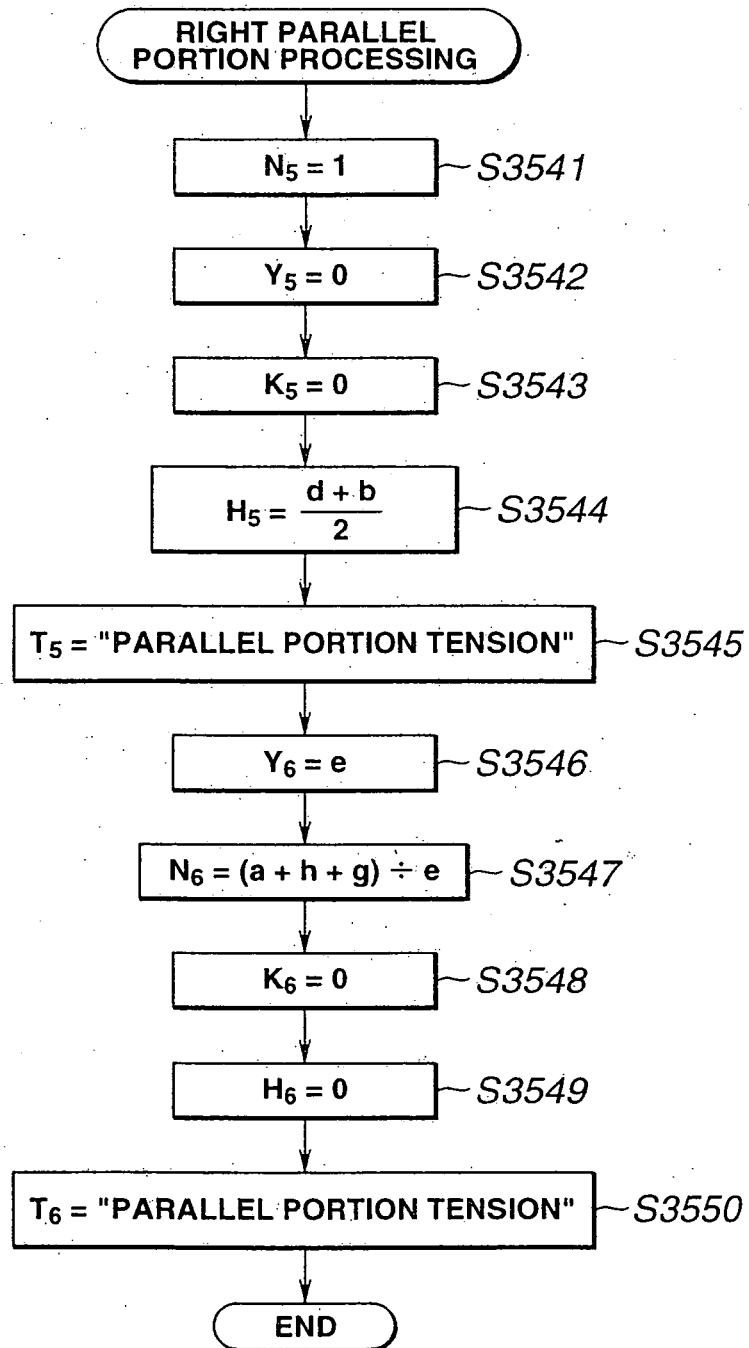 RIGHT PARALLEL
PORTION PROCESSING
N5 = 1
S3541
Y5 = 0
S3542
K5 = 0
S3543
H5 = d + b / 2
S3544
T5 = "PARALLEL PORTION TENSION"
S3545
Y6 = e
S3546
N6 = (a + h + g) ÷ e
S3547
K6 = 0
S3548
H6 = 0
S3549
T6 = "PARALLEL PORTION TENSION"
S3550
END